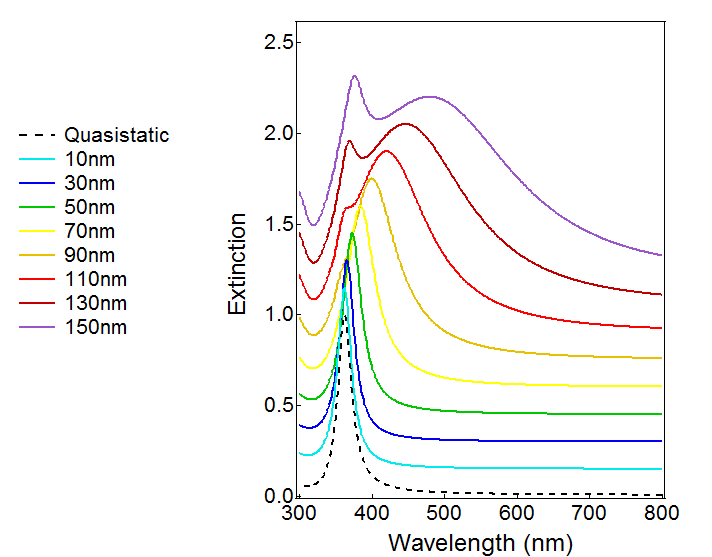 Quasistatic
10nm
30nm
50nm
70nm
90nm
110nm
130nm
150nm
Extinction
2.5
2.0
1.5
1.0
0.5
0.0
300 400 500 600 700 800
Wavelength (nm)